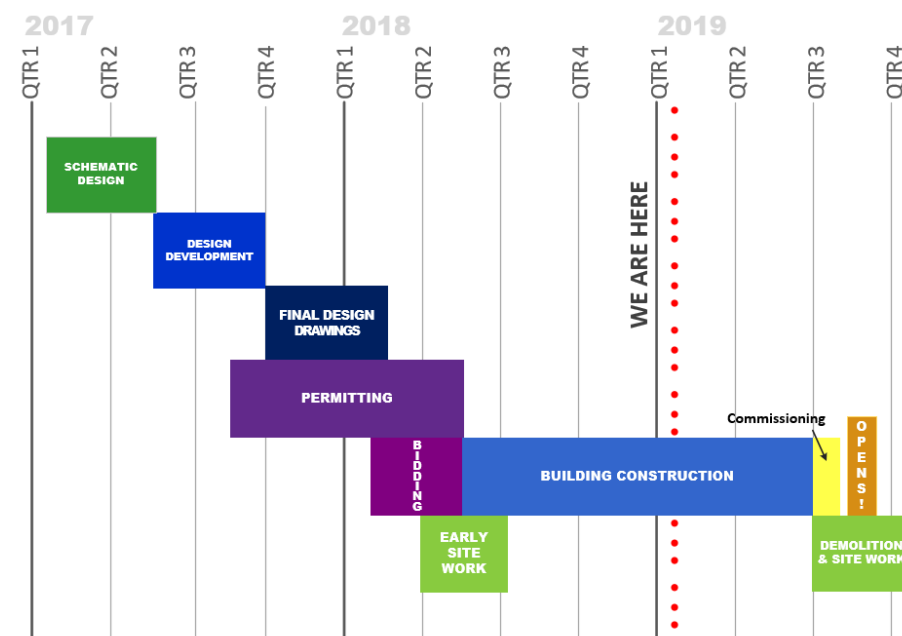 2017
2018
2019
QTR 1
QTR 2
QTR 3
QTR 4
QTR 1
QTR 2
QTR 3
QTR 4
QTR 1
QTR 2
QTR 3
QTR 4
SCHEMATIC
DESIGN
WE ARE HERE
DESIGN
DEVELOPMENT
FINAL DESIGN
DRAWINGS
PERMITTING
Commissioning
BIDDING
BUILDING CONSTRUCTION
OPENS!
EARLY
SITE
WORK
DEMOLITION
& SITE WORK